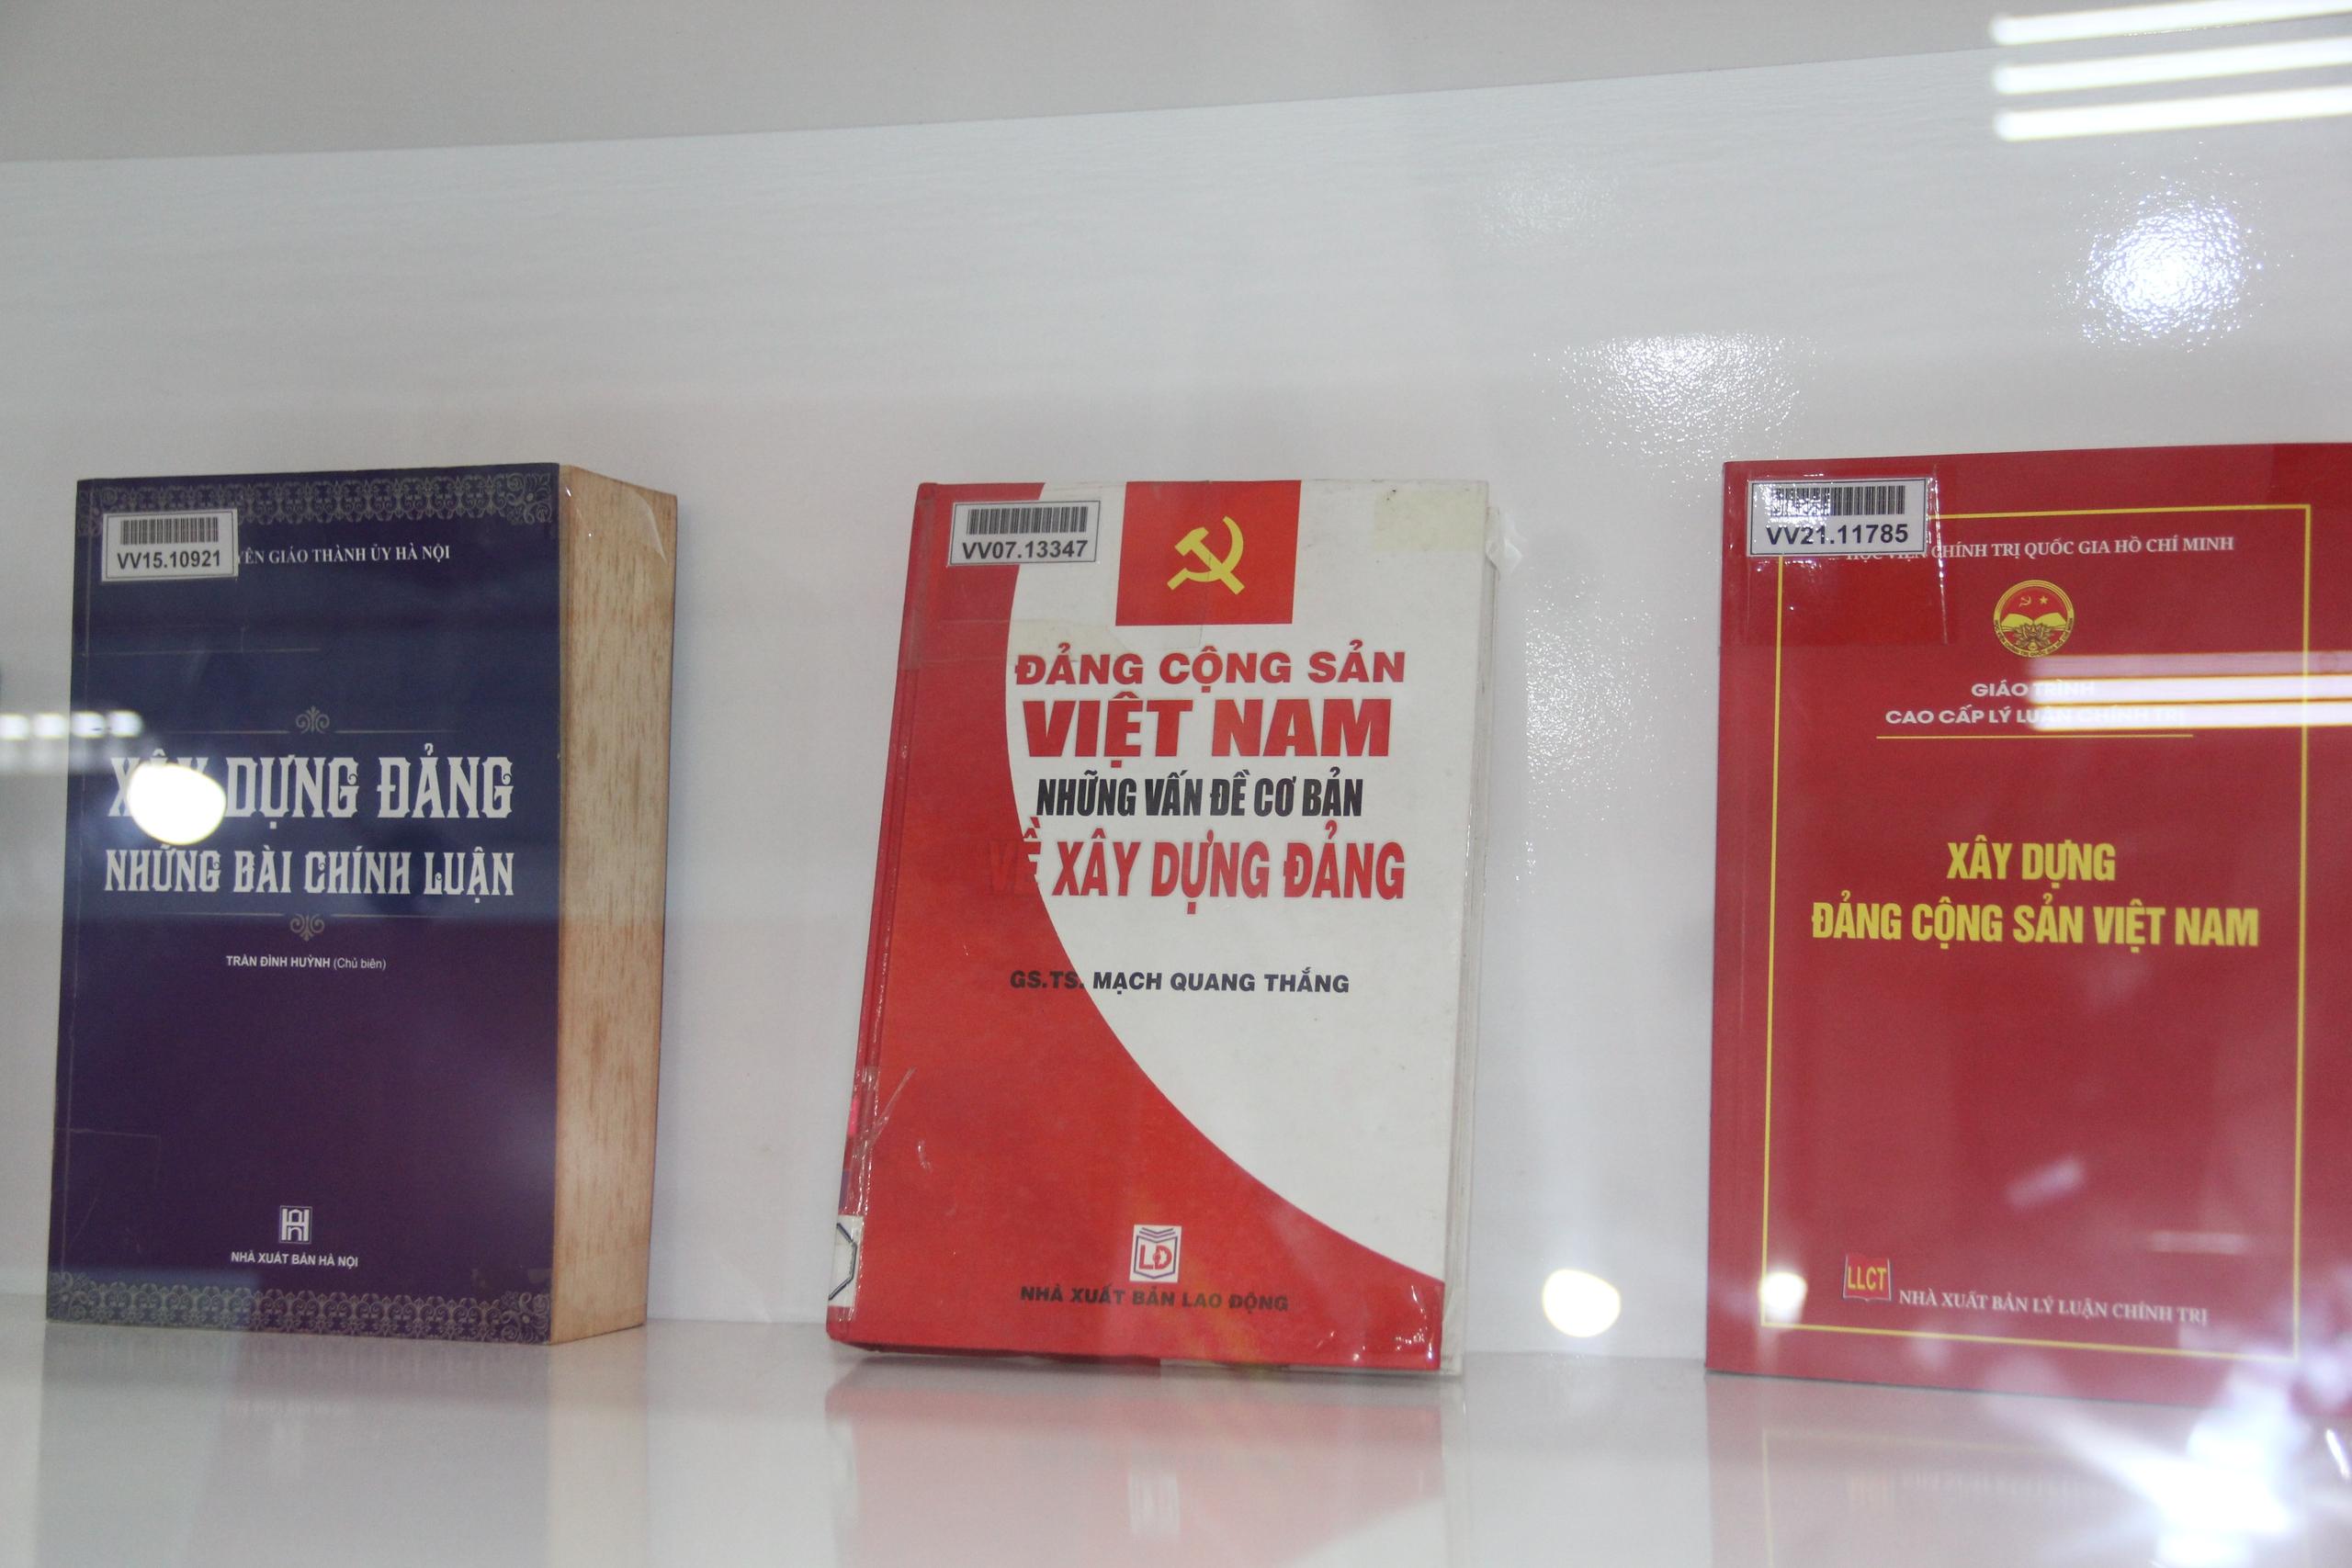 VV15.10921
GIÁO THÀNH ỦY HÀ NỘI
DỰNG ĐẢNG
NHỮNG BÀI CHÍNH LUẬN
TRẦN ĐÌNH HUỲNH (Chủ biên)
NHÀ XUẤT BẢN HÀ NỘI
VV07.13347
ĐẢNG CỘNG SẢN
VIỆT NAM
NHỮNG VẤN ĐỀ CƠ BẢN
VỀ XÂY DỰNG ĐẢNG
GS.TS. MẠCH QUANG THẮNG
LĐ
NHÀ XUẤT BẢN LAO ĐỘNG
VV21.11785
HỌC VIỆN CHÍNH TRỊ QUỐC GIA HỒ CHÍ MINH
GIÁO TRÌNH
CAO CẤP LÝ LUẬN CHÍNH TRỊ
XÂY DỰNG
ĐẢNG CỘNG SẢN VIỆT NAM
LLCT
NHÀ XUẤT BẢN LÝ LUẬN CHÍNH TRỊ